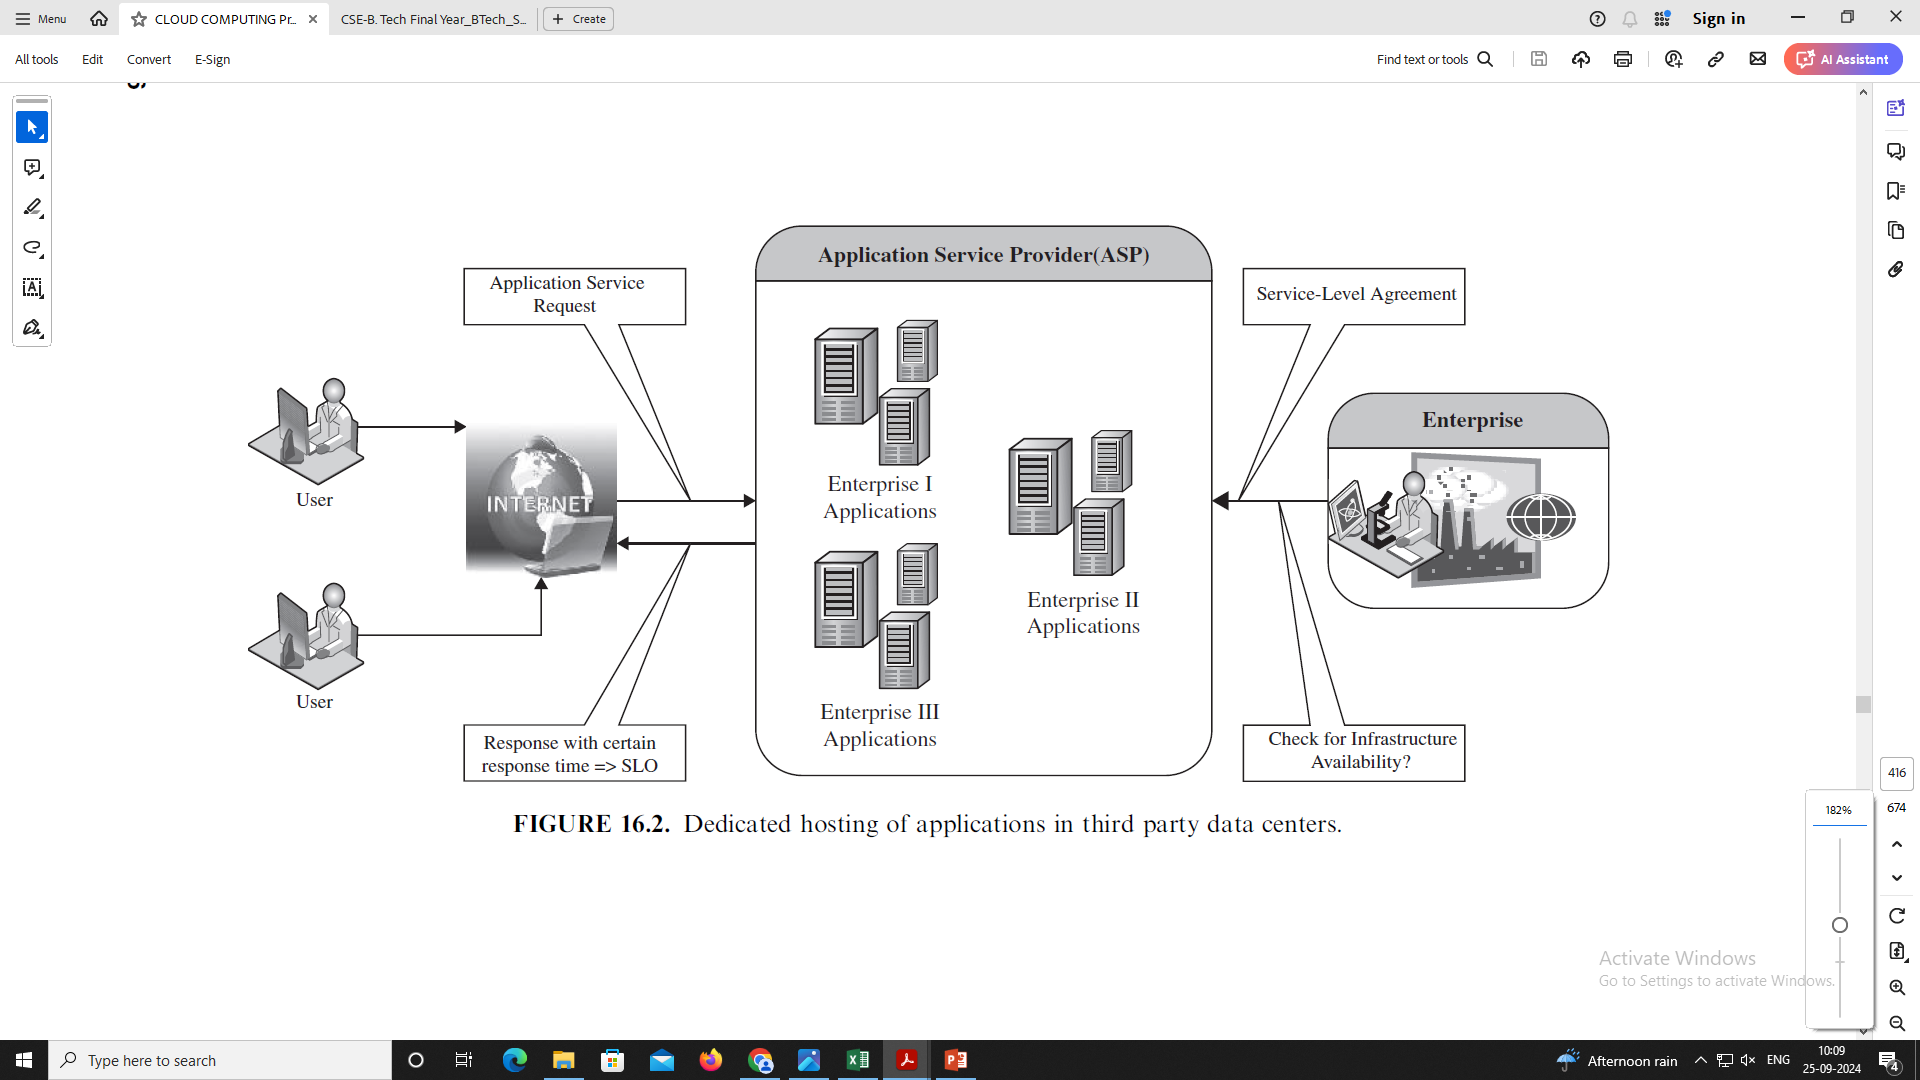 Menu
CLOUD COMPUTING Pr...
CSE-B. Tech Final Year_BTech_S...
Create
Sign in
All tools
Edit
Convert
E-Sign
Find text or tools
AI Assistant
Application Service Provider(ASP)
Application Service
Request
Service-Level Agreement
Enterprise
User
INTERNET
Enterprise I
Applications
Enterprise II
Applications
User
Enterprise III
Applications
Response with certain
response time => SLO
Check for Infrastructure
Availability?
FIGURE 16.2. Dedicated hosting of applications in third party data centers.
416
674
182%
Activate Windows
Go to Settings to activate Windows.
Type here to search
Afternoon rain
ENG
10:09
25-09-2024
4